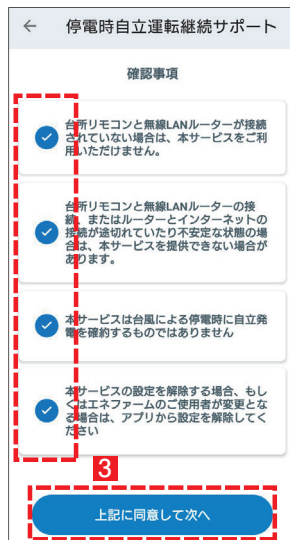 ← 停電時自立運転継続サポート
確認事項
台所リモコンと無線LANルーターが接続
されていない場合は、本サービスをご利
用いただけません。
台所リモコンと無線LANルーターの接
続、またはルーターとインターネットの
接続が途切れていたり不安定な状態の場
合は、本サービスを提供できない場合が
あります。
本サービスは台風による停電時に自立発
電を確約するものではありません
本サービスの設定を解除する場合、もし
くはエネファームのご使用者が変更とな
る場合は、アプリから設定を解除してく
ださい
3
上記に同意して次へ